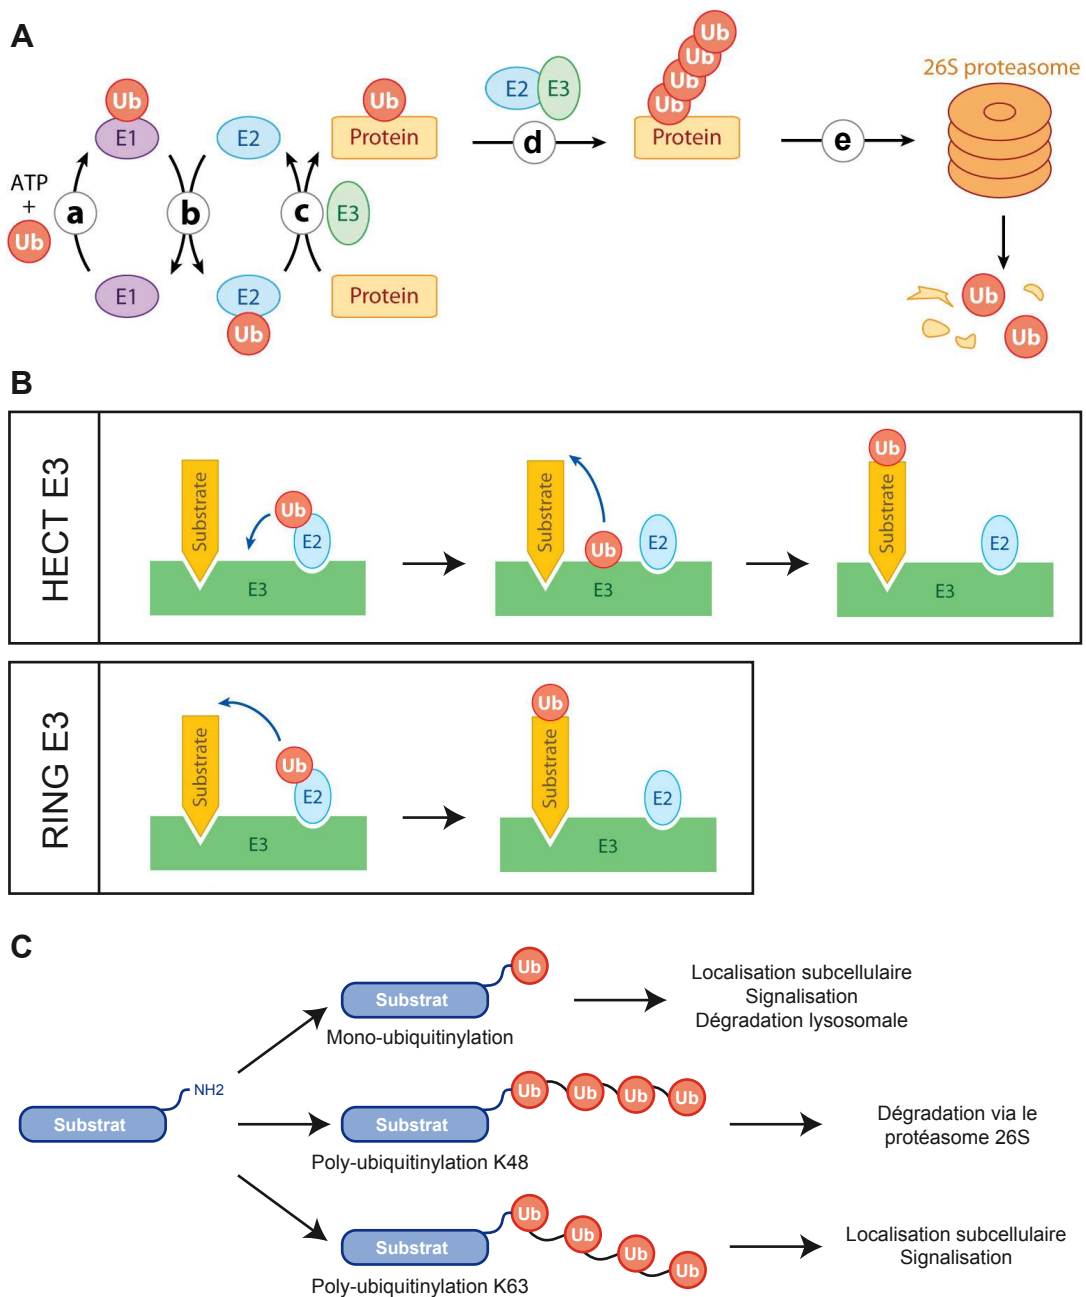 A
Ub
E1
E2
Ub
Protein
E2
E3
d
Ub
Ub
Ub
Ub
Protein
e
26S proteasome
ATP
+
Ub
a
b
c
E3
E1
E2
Ub
Protein
Ub
Ub
B
HECT E3
Substrate
Ub
E2
E3
Substrate
Ub
E2
E3
Ub
Substrate
E2
E3
RING E3
Substrate
Ub
E2
E3
Ub
Substrate
E2
E3
C
Substrat
NH2
Substrat
Ub
Mono-ubiquitinylation
Localisation subcellulaire
Signalisation
Dégradation lysosomale
Substrat
Ub
Ub
Ub
Ub
Poly-ubiquitinylation K48
Dégradation via le
protéasome 26S
Substrat
Ub
Ub
Ub
Ub
Poly-ubiquitinylation K63
Localisation subcellulaire
Signalisation